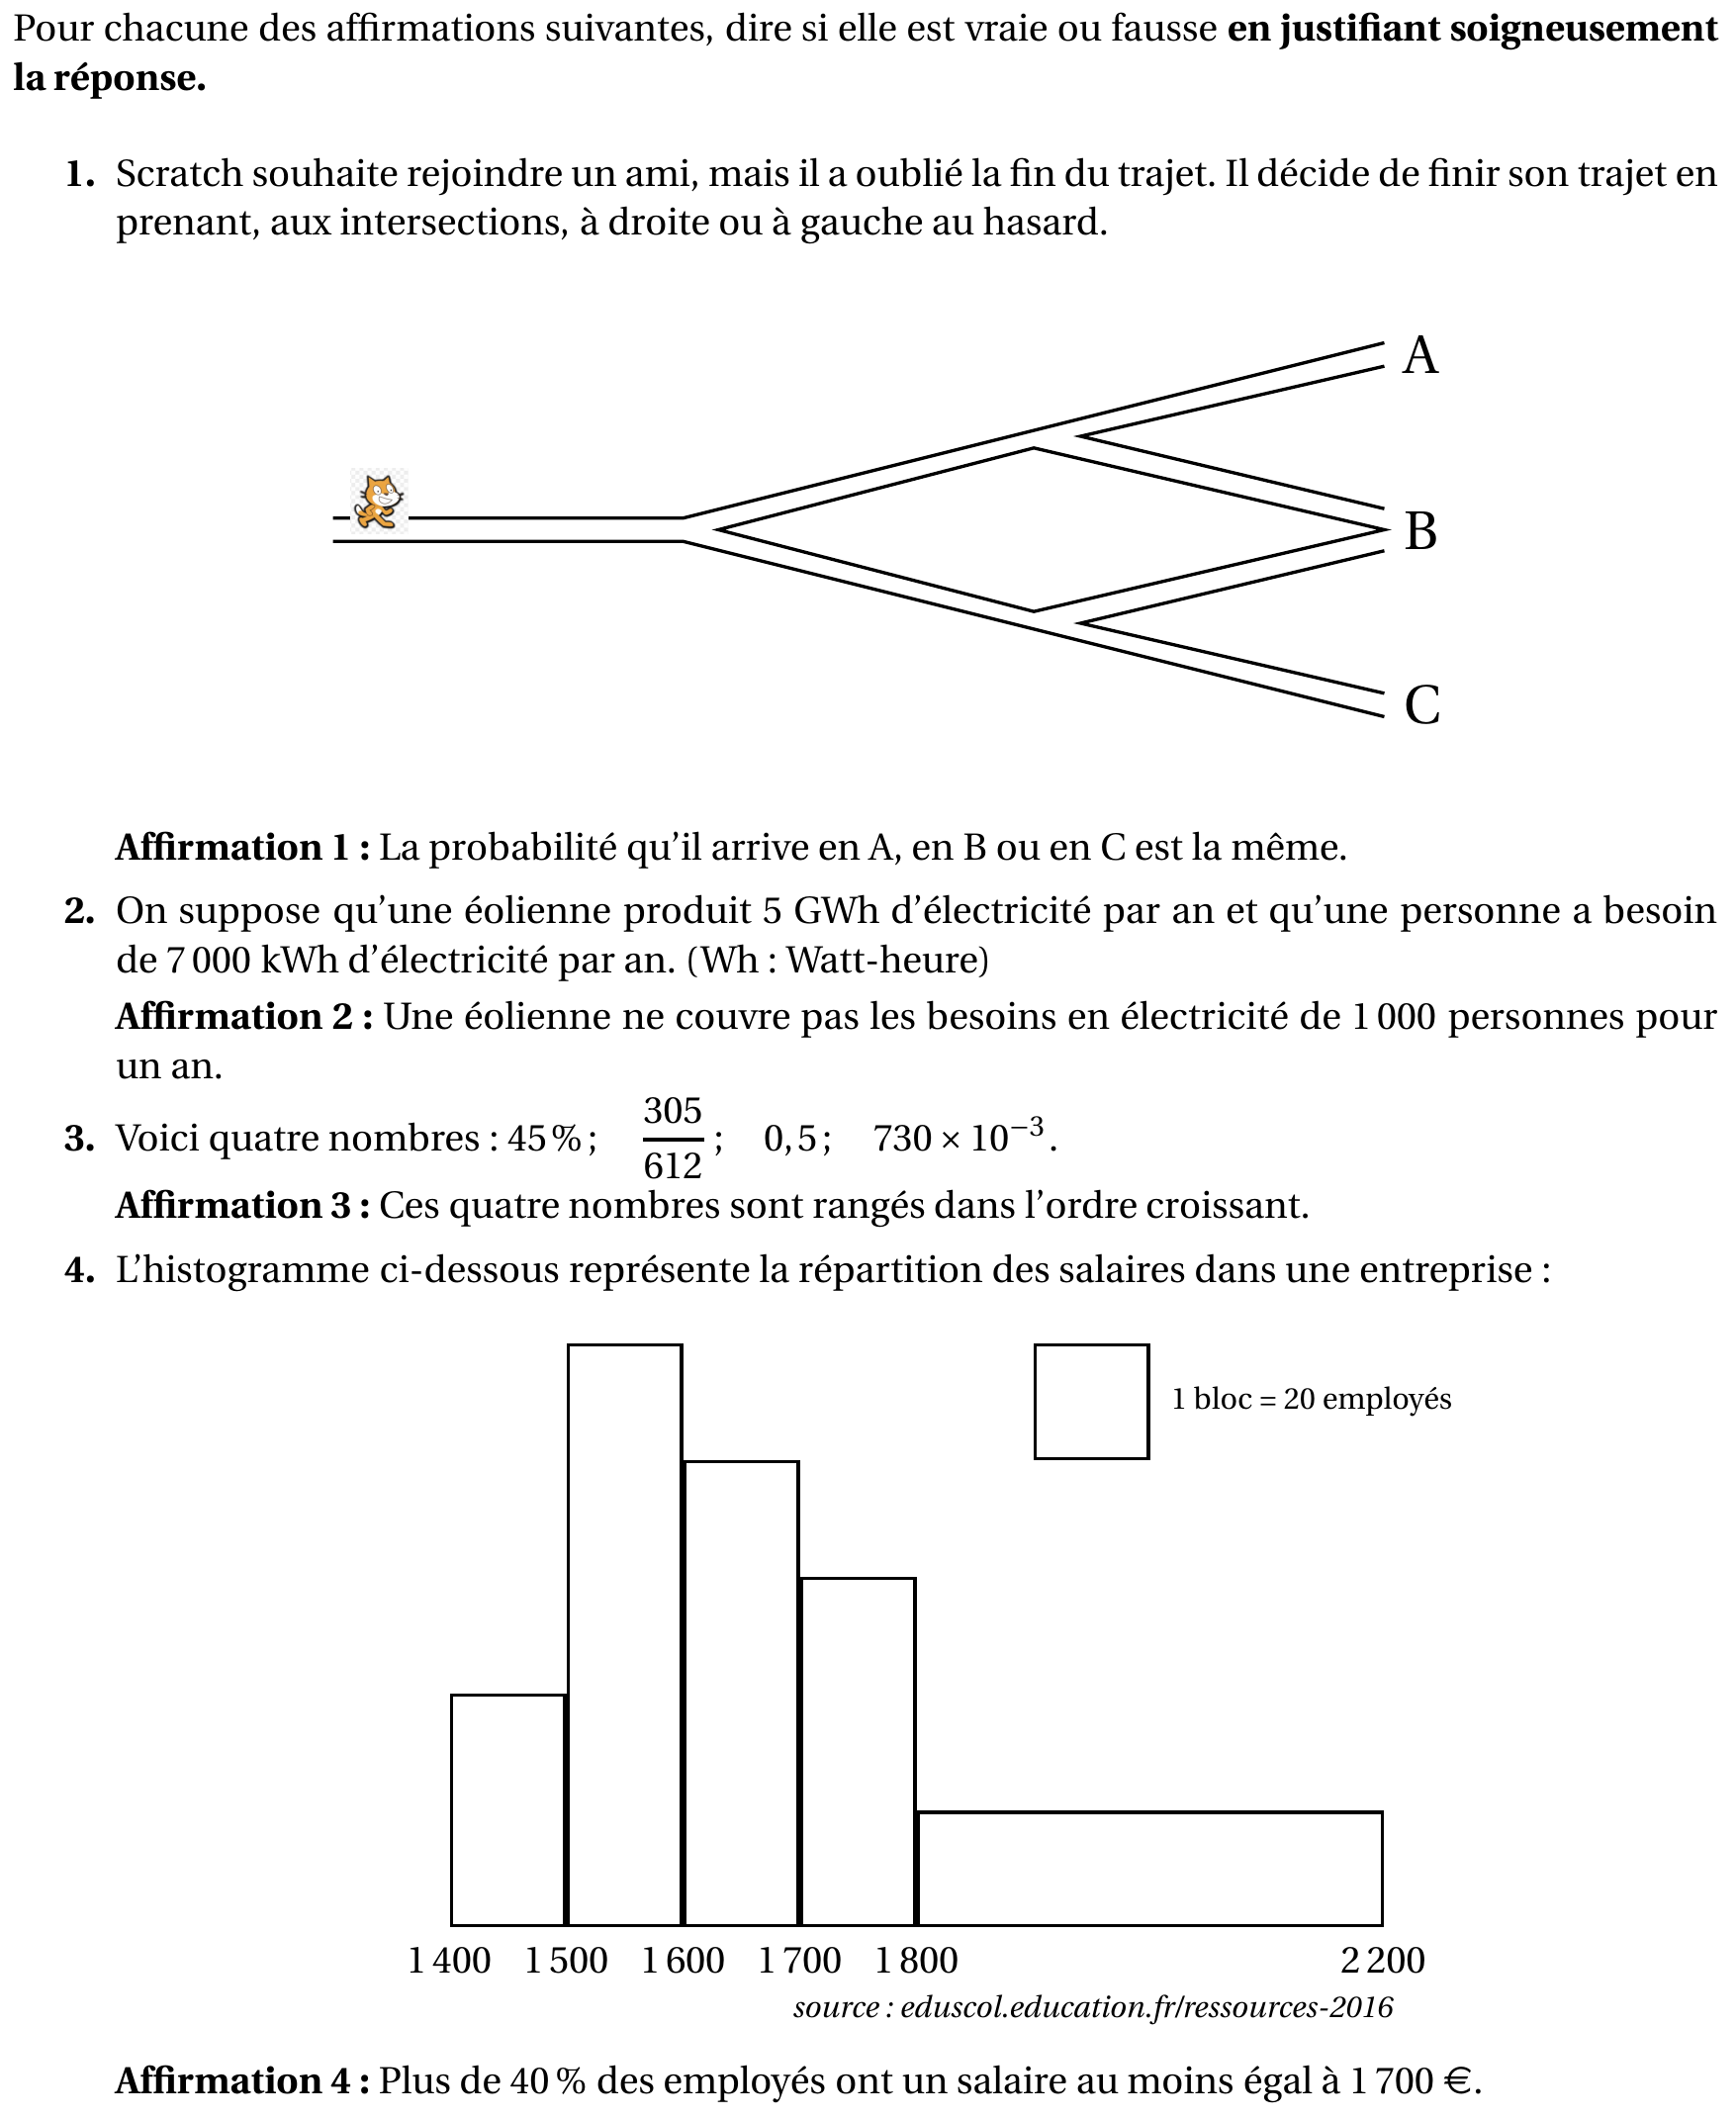 Pour chacune des affirmations suivantes, dire si elle est vraie ou fausse en justifiant soigneusement
la réponse.
1. Scratch souhaite rejoindre un ami, mais il a oublié la fin du trajet. Il décide de finir son trajet en
prenant, aux intersections, à droite ou à gauche au hasard.
A
B
C
Affirmation 1 : La probabilité qu'il arrive en A, en B ou en C est la même.
2. On suppose qu'une éolienne produit 5 GWh d'électricité par an et qu'une personne a besoin
de 7 000 kWh d'électricité par an. (Wh : Watt-heure)
Affirmation 2 : Une éolienne ne couvre pas les besoins en électricité de 1 000 personnes pour
un an.
3. Voici quatre nombres : 45 % ; 305/612 ; 0,5 ; 730 × 10⁻³.
Affirmation 3 : Ces quatre nombres sont rangés dans l'ordre croissant.
4. L'histogramme ci-dessous représente la répartition des salaires dans une entreprise :
1 bloc = 20 employés
1 400 1 500 1 600 1 700 1 800 2 200
source : eduscol.education.fr/ressources-2016
Affirmation 4 : Plus de 40 % des employés ont un salaire au moins égal à 1 700 €.